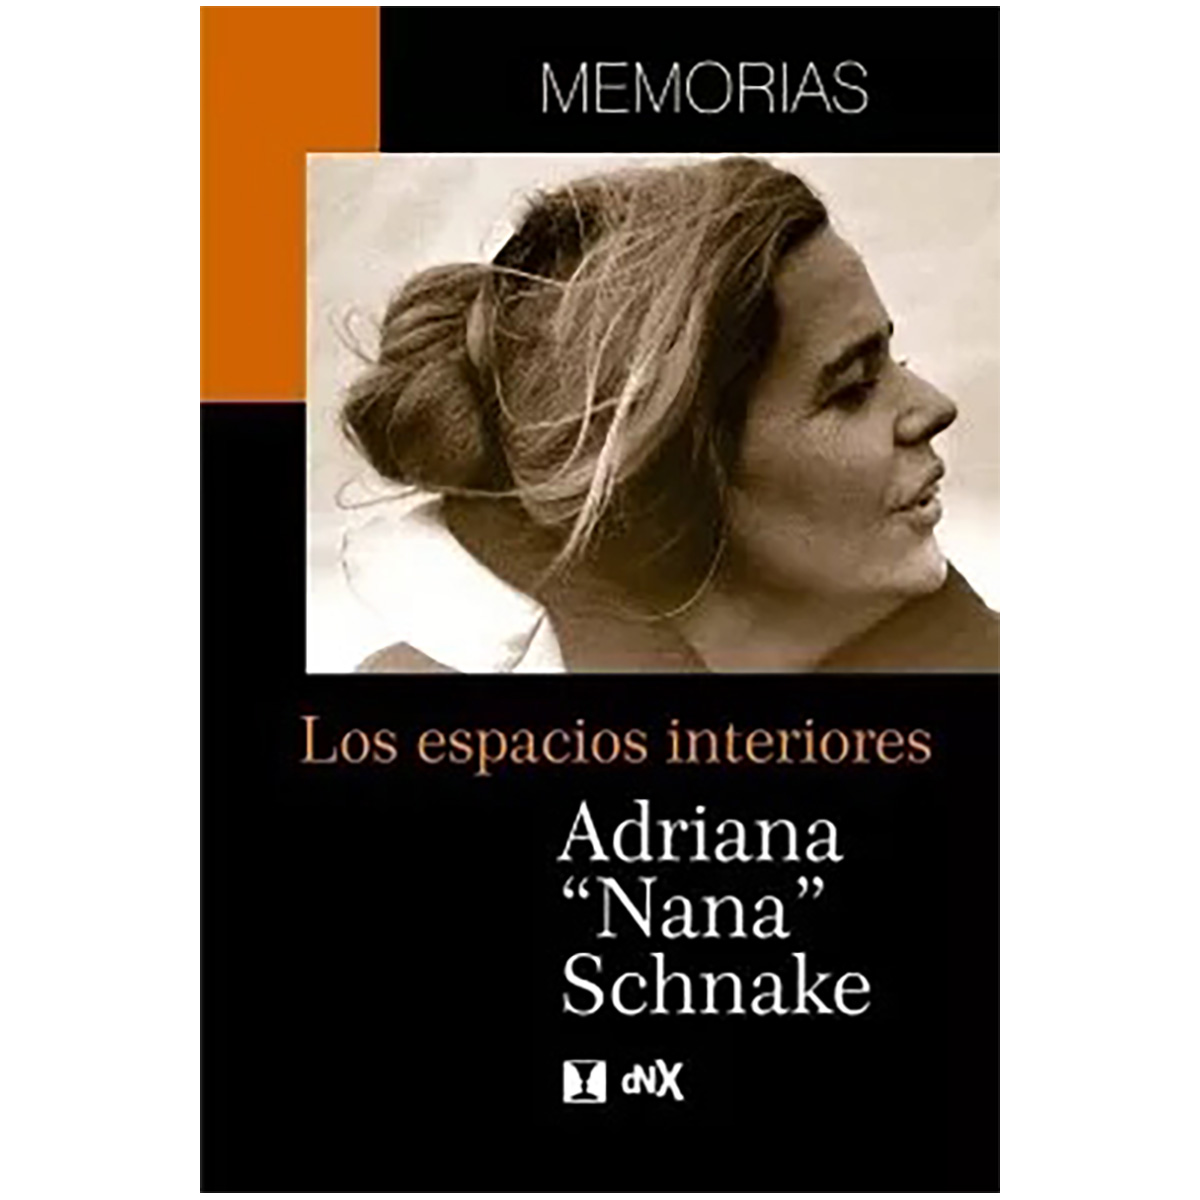 MEMORIAS
Los espacios interiores
Adriana
“Nana”
Schnake
dNX